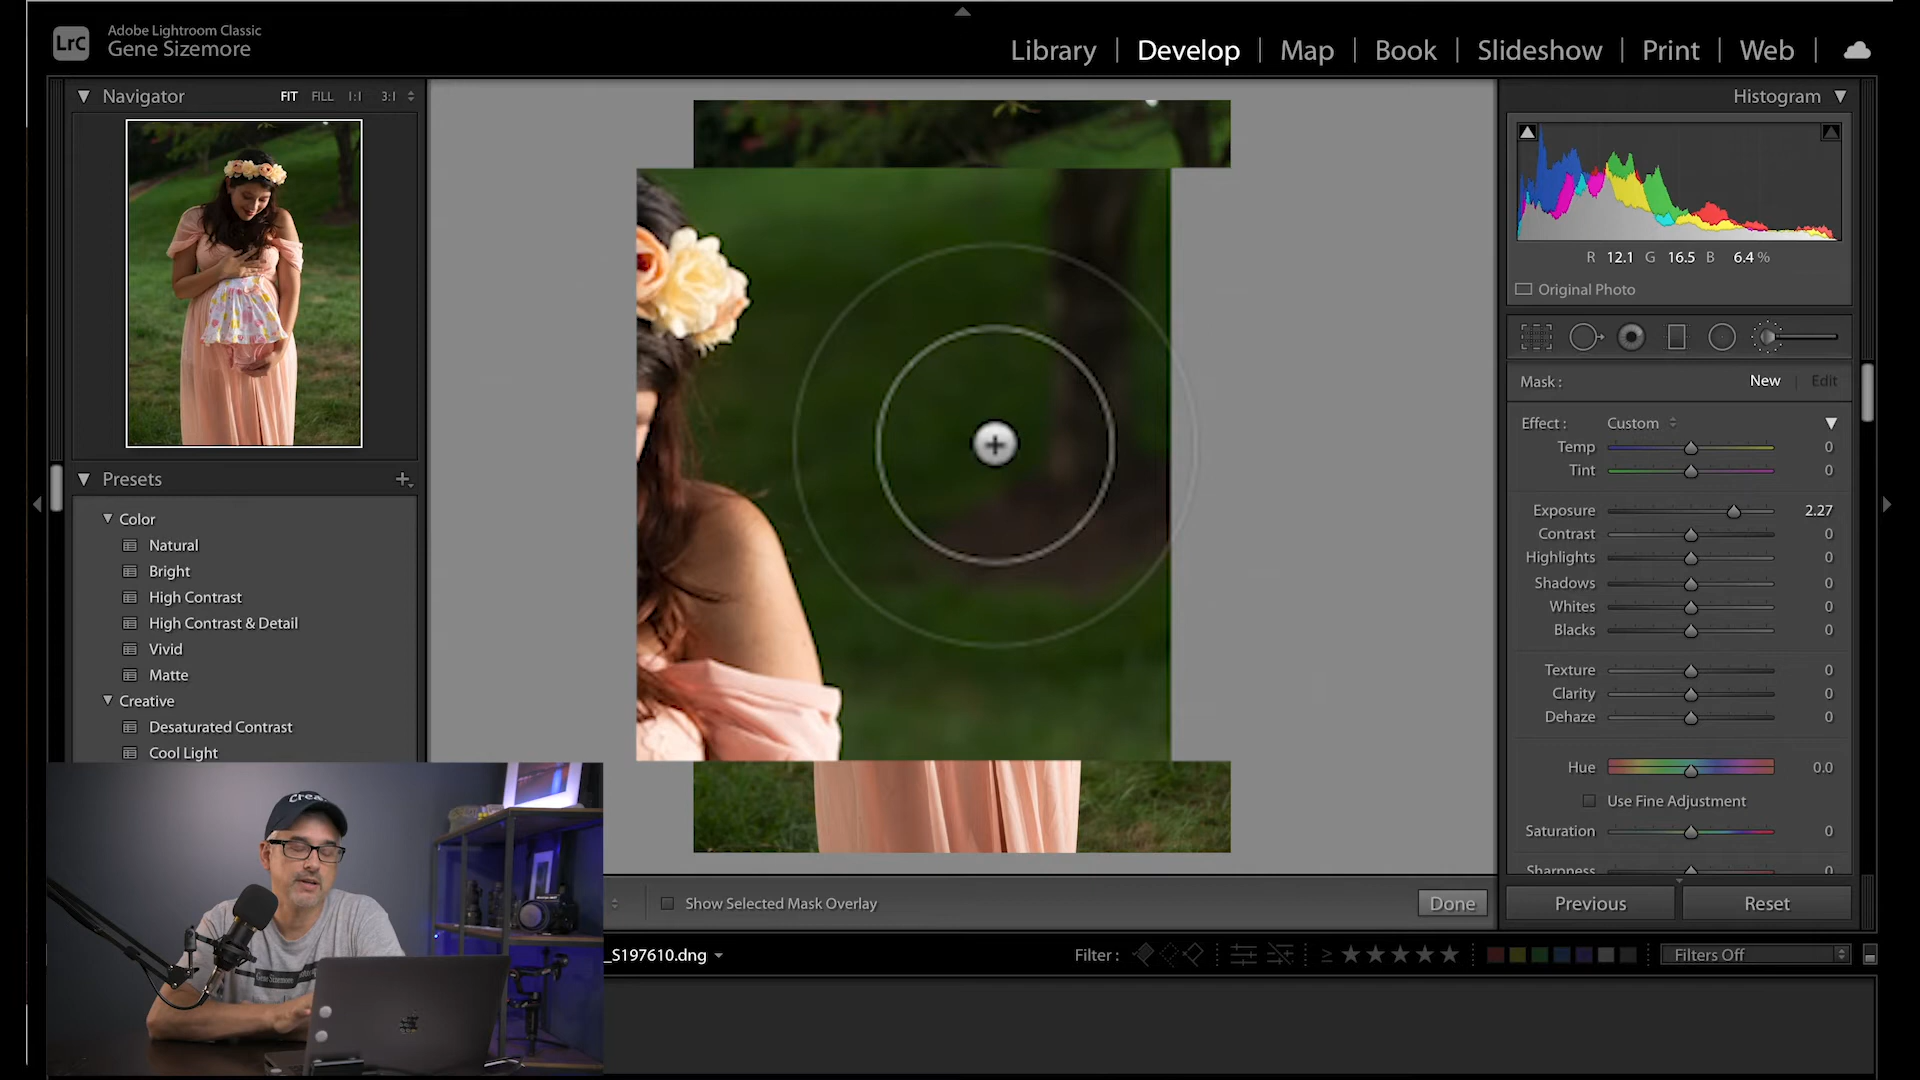 LrC
Adobe Lightroom Classic
Gene Sizemore
Library | Develop | Map | Book | Slideshow | Print | Web |
Navigator FIT FILL 1:1 3:1
Presets
Color
Natural
Bright
High Contrast
High Contrast & Detail
Vivid
Matte
Creative
Desaturated Contrast
Cool Light
Show Selected Mask Overlay
Done
_S197610.dng
Filter :
≥
Filters Off
Histogram
R 12.1 G 16.5 B 6.4 %
Original Photo
Mask : New | Edit
Effect : Custom
Temp 0
Tint 0
Exposure 2.27
Contrast 0
Highlights 0
Shadows 0
Whites 0
Blacks 0
Texture 0
Clarity 0
Dehaze 0
Hue 0.0
Use Fine Adjustment
Saturation 0
Sharpness 0
Previous
Reset
Gene Sizemore